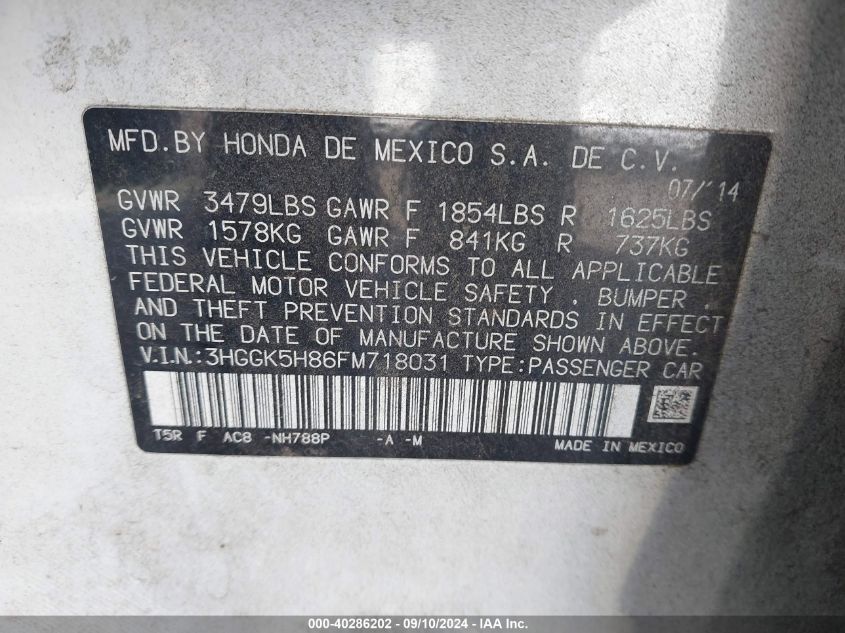 MFD.BY HONDA DE MEXICO S.A. DE C.V.
07/'14
GVWR 3479LBS GAWR F 1854LBS R 1625LBS
GVWR 1578KG GAWR F 841KG R 737KG
THIS VEHICLE CONFORMS TO ALL APPLICABLE
FEDERAL MOTOR VEHICLE SAFETY , BUMPER ,
AND THEFT PREVENTION STANDARDS IN EFFECT
ON THE DATE OF MANUFACTURE SHOWN ABOVE.
V.I.N.:3HGGK5H86FM718031 TYPE:PASSENGER CAR
T5R F AC8 -NH788P -A -M
MADE IN MEXICO
000-40286202 - 09/10/2024 - IAA Inc.